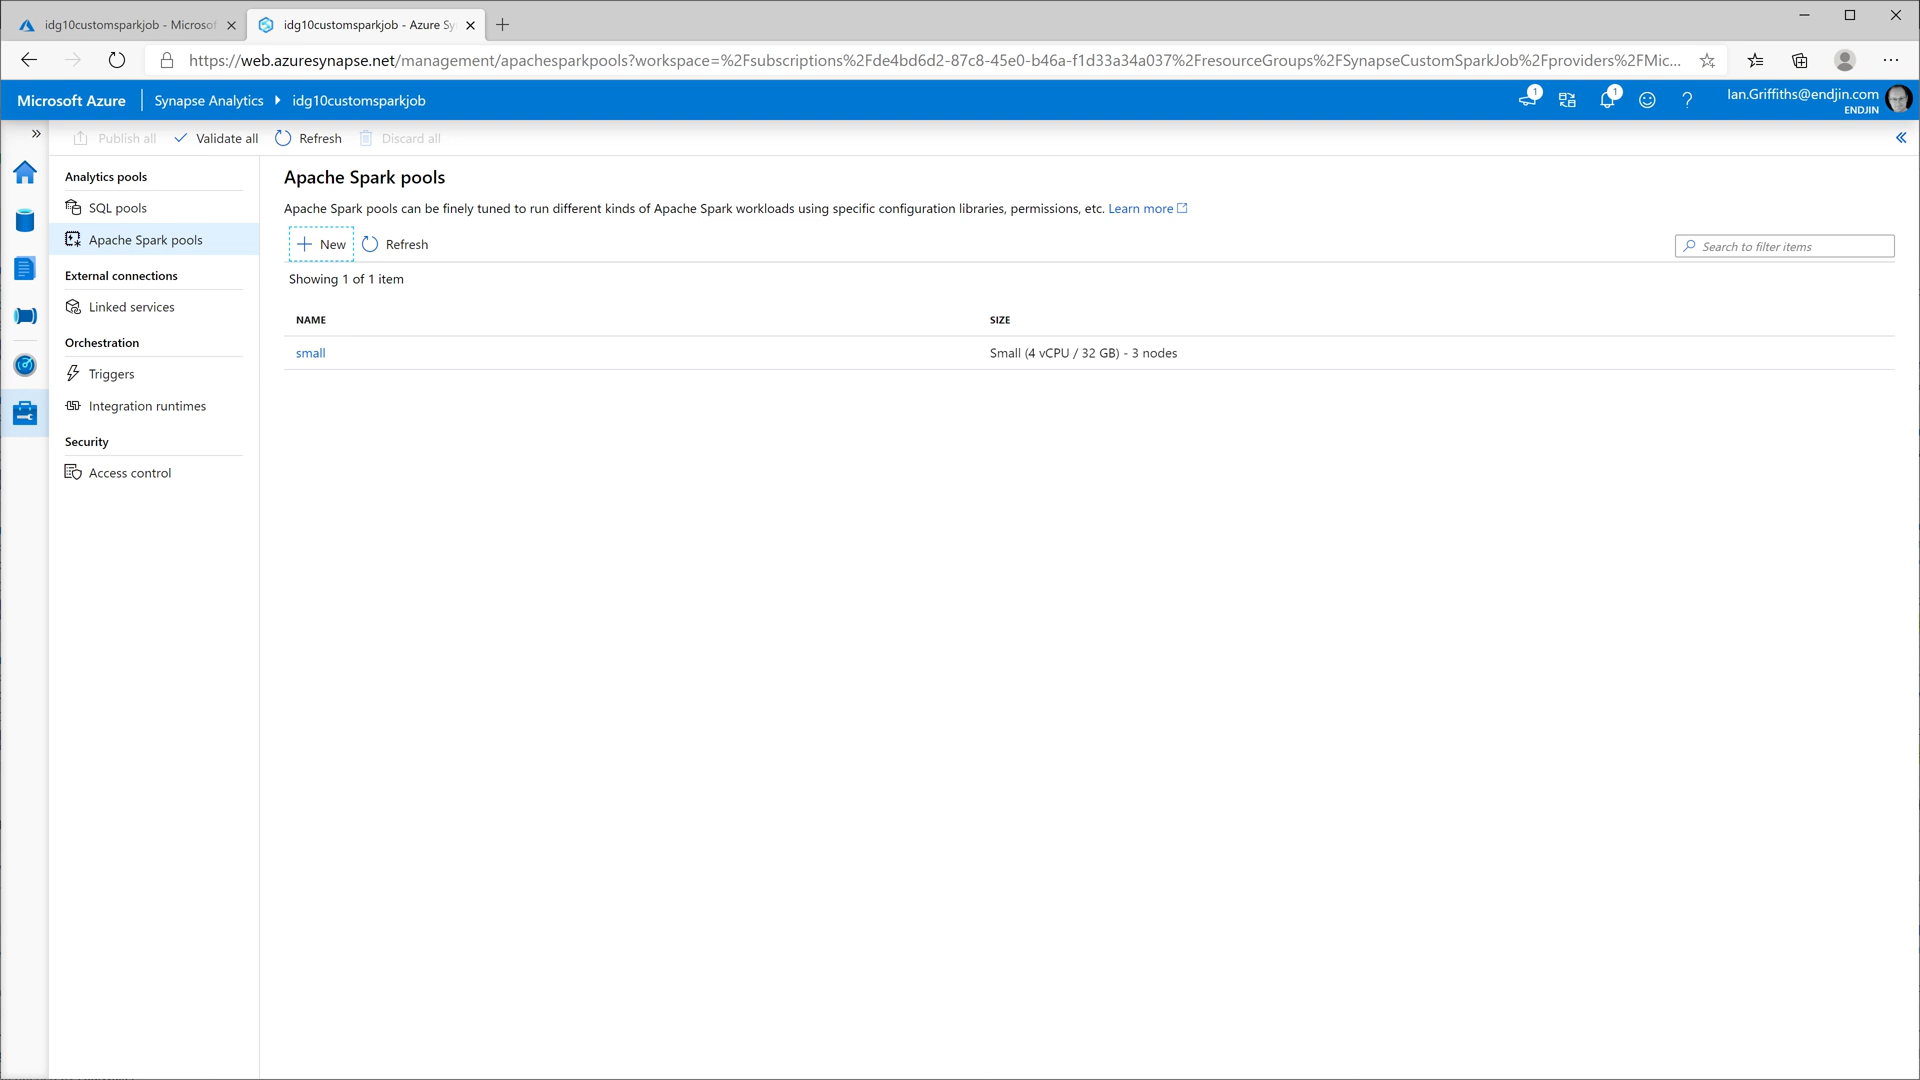 idg10customsparkjob - Microsof
idg10customsparkjob - Azure Sy
https://web.azuresynapse.net/management/apachesparkpools?workspace=%2Fsubscriptions%2Fde4bd6d2-87c8-45e0-b46a-f1d33a34a037%2FresourceGroups%2FSynapseCustomSparkJob%2Fproviders%2FMic...
Microsoft Azure
Synapse Analytics
idg10customsparkjob
1
1
?
Ian.Griffiths@endjin.com
ENDJIN
Publish all
Validate all
Refresh
Discard all
Analytics pools
SQL pools
Apache Spark pools
External connections
Linked services
Orchestration
Triggers
Integration runtimes
Security
Access control
Apache Spark pools
Apache Spark pools can be finely tuned to run different kinds of Apache Spark workloads using specific configuration libraries, permissions, etc. Learn more
New
Refresh
Search to filter items
Showing 1 of 1 item
NAME
SIZE
small
Small (4 vCPU / 32 GB) - 3 nodes